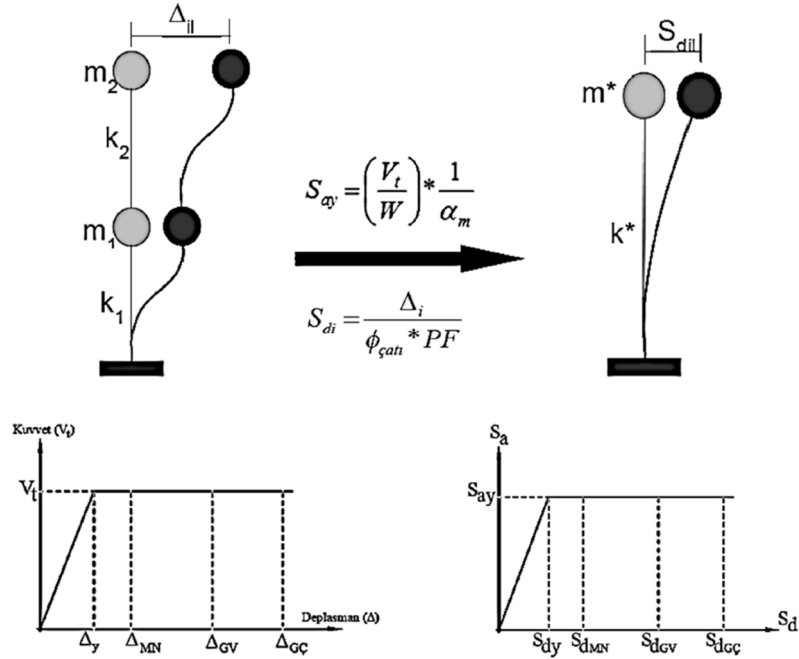 Δil
Sdil
m2
m*
k2
Say = (Vt / W) * 1 / αm
m1
k*
k1
Sdi = Δi / ϕçatı * PF
Kuvvet (Vt)
Sa
Vt
Say
Deplasman (Δ)
Sd
Δy ΔMN ΔGV ΔGÇ
Sdy SdMN SdGV SdGÇ